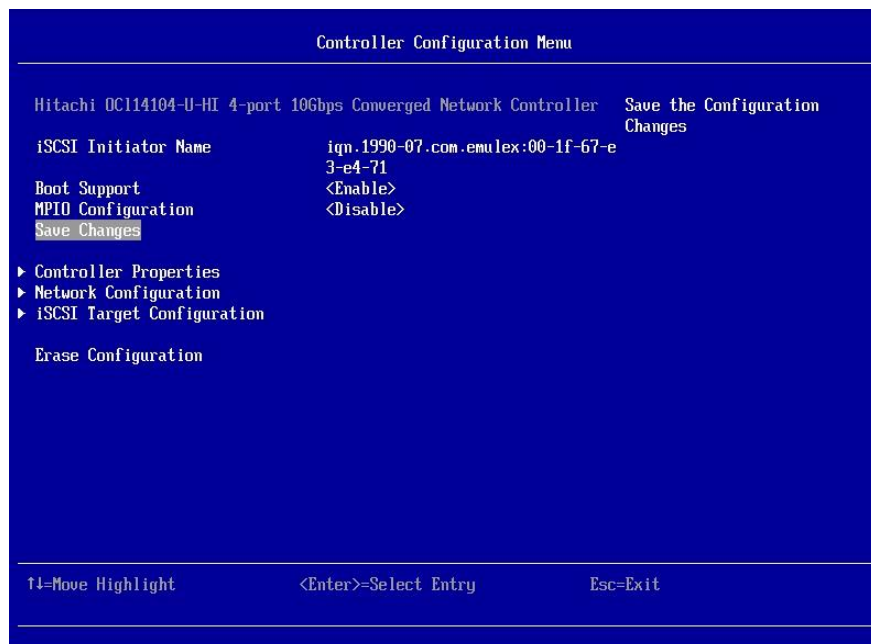 Controller Configuration Menu
Hitachi OCl14104-U-HI 4-port 10Gbps Converged Network Controller
Save the Configuration
Changes
iSCSI Initiator Name iqn.1990-07.com.emulex:00-1f-67-e
3-e4-71
Boot Support <Enable>
MPIO Configuration <Disable>
Save Changes
▶ Controller Properties
▶ Network Configuration
▶ iSCSI Target Configuration
Erase Configuration
↑↓=Move Highlight <Enter>=Select Entry Esc=Exit